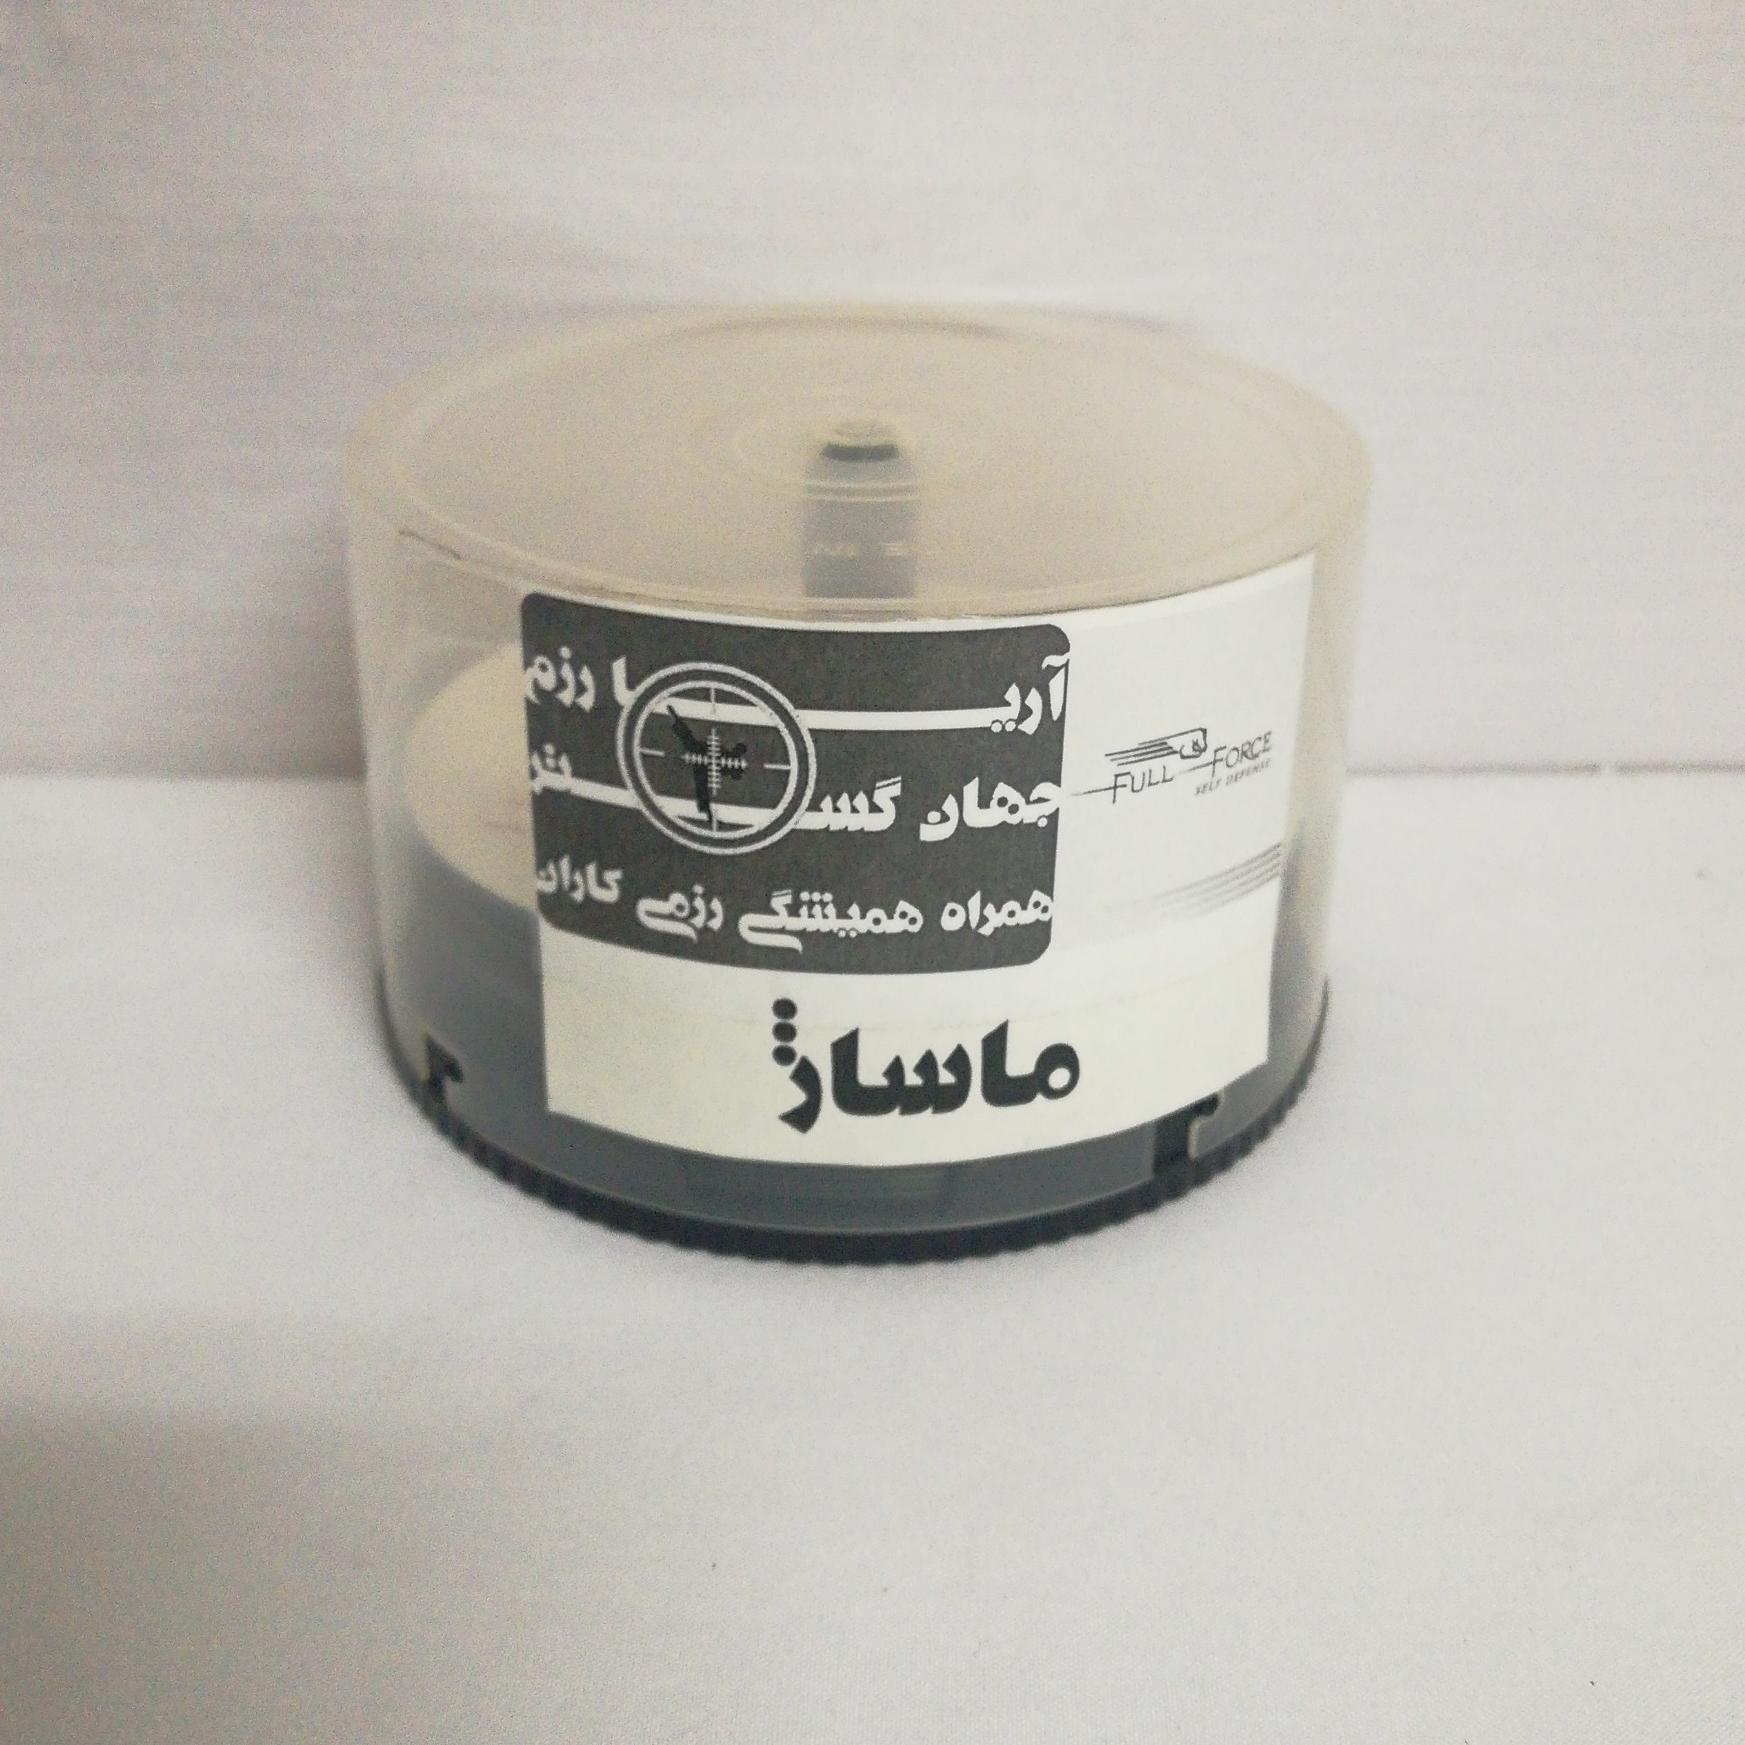 آریا رزم
جهان گستر
همراه همیشگی رزمی کاران
FULL FORCE
SELF DEFENSE
ماساژ